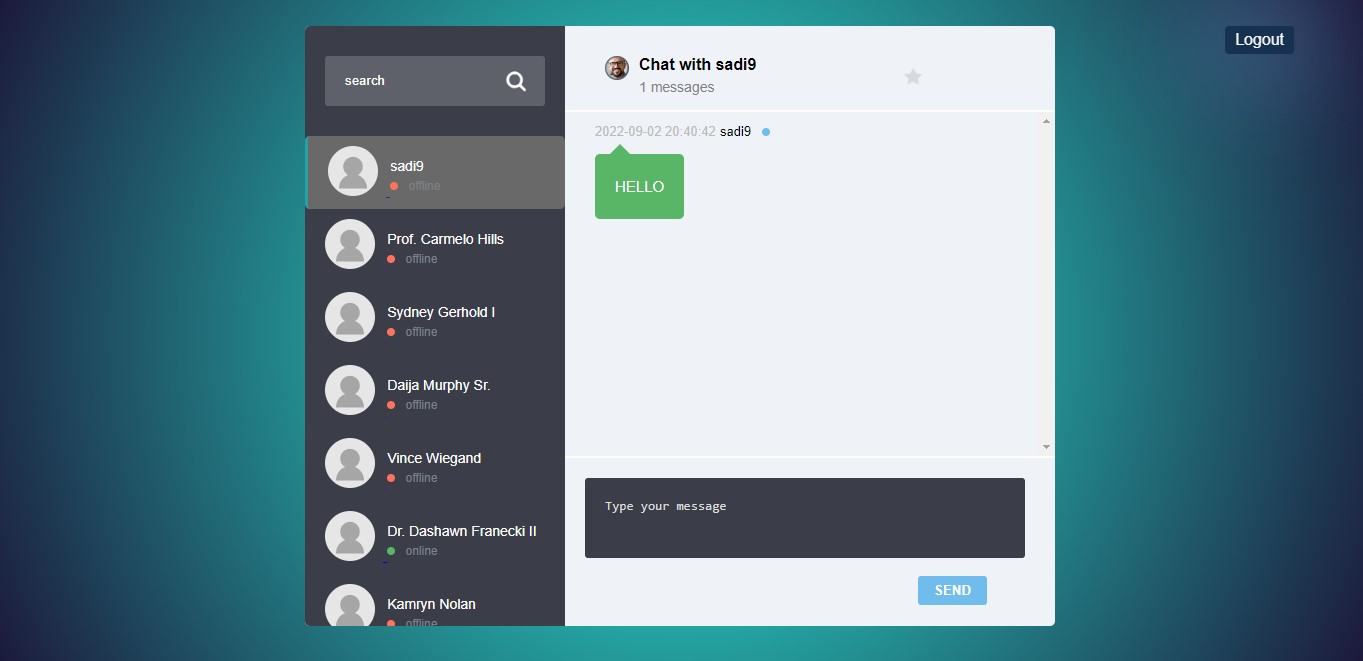 Logout
search
sadi9
offline
Prof. Carmelo Hills
offline
Sydney Gerhold I
offline
Daija Murphy Sr.
offline
Vince Wiegand
offline
Dr. Dashawn Franecki II
online
Kamryn Nolan
offline
Chat with sadi9
1 messages
2022-09-02 20:40:42 sadi9
HELLO
Type your message
SEND